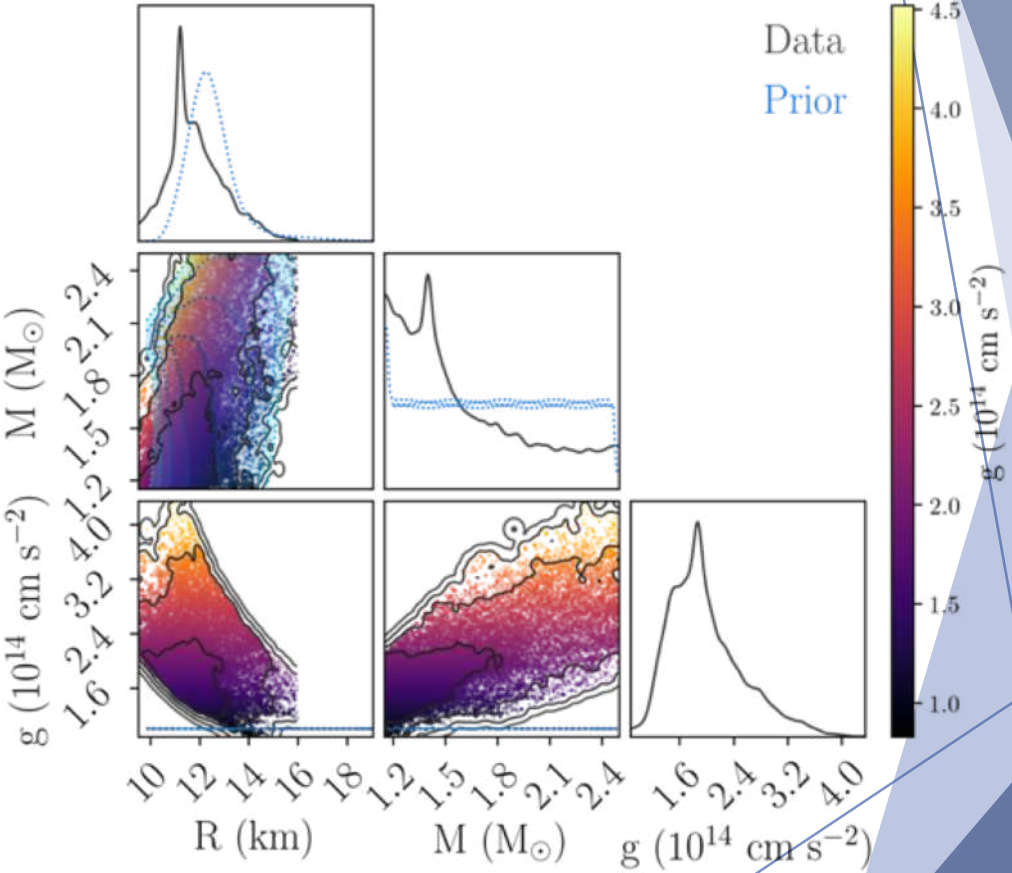 Data
Prior
4.5
4.0
3.5
3.0
2.5
2.0
1.5
1.0
g (10¹⁴ cm s⁻²)
M (M☉)
2.4
2.1
1.8
1.5
1.2
g (10¹⁴ cm s⁻²)
4.0
3.2
2.4
1.6
10 12 14 16 18
1.2 1.5 1.8 2.1 2.4
1.6 2.4 3.2 4.0
R (km)
M (M☉)
g (10¹⁴ cm s⁻²)